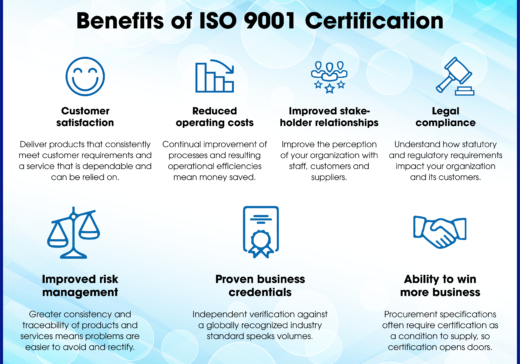 Benefits of ISO 9001 Certification
Customer
satisfaction
Deliver products that consistently
meet customer requirements and
a service that is dependable and
can be relied on.
Reduced
operating costs
Continual improvement of
processes and resulting
operational efficiencies
mean money saved.
Improved stake-
holder relationships
Improve the perception
of your organization with
staff, customers and
suppliers.
Legal
compliance
Understand how statutory
and regulatory requirements
impact your organization
and its customers.
Improved risk
management
Greater consistency and
traceability of products and
services means problems are
easier to avoid and rectify.
Proven business
credentials
Independent verification against
a globally recognized industry
standard speaks volumes.
Ability to win
more business
Procurement specifications
often require certification as
a condition to supply, so
certification opens doors.